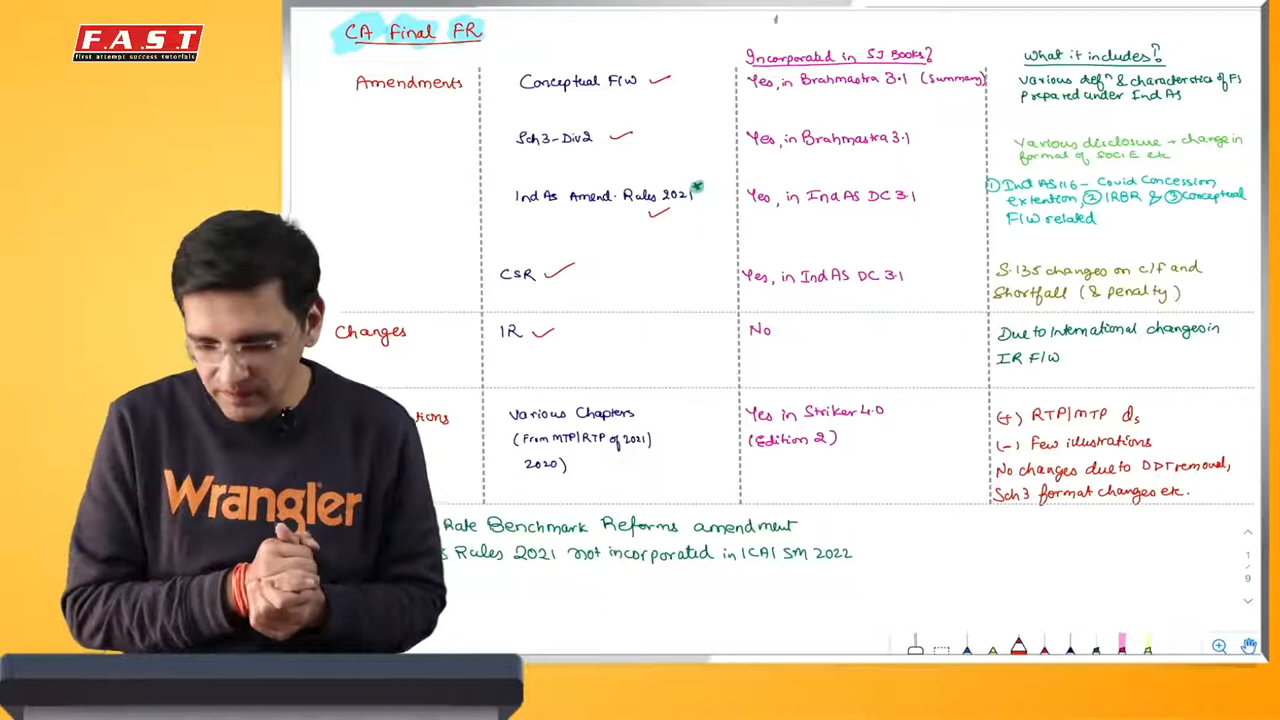 F.A.S.T
first attempt success tutorials
CA Final FR
Incorporated in SJ Books?
What it includes?
Amendments
Conceptual F/W
Yes, in Brahmastra 3.1 (Summary)
Various defn & characterstics of FS
prepared under Ind AS
Sch3-Div2
Yes, in Brahmastra 3.1
Various disclosure + change in
format of SOCIE etc
Ind As Amend. Rules 2021*
Yes, in Ind AS DC 3.1
① Ind AS 116 - Covid Concession
extention, ② IRBR & ③ Conceptual
F/W related
CSR
Yes, in Ind AS DC 3.1
S.135 changes on c/f and
Shortfall (& penalty)
Changes
IR
No
Due to International changes in
IR F/W
tions
Various Chapters
(From MTP/RTP of 2021)
2020)
Yes in Striker 4.0
(Edition 2)
(+) RTP/MTP Qs
(-) Few illustrations
No changes due to DDT removal,
Sch3 format changes etc.
Rate Benchmark Reforms amendment
Rules 2021 not incorporated in ICAI SM 2022
Wrangler
1
/
9